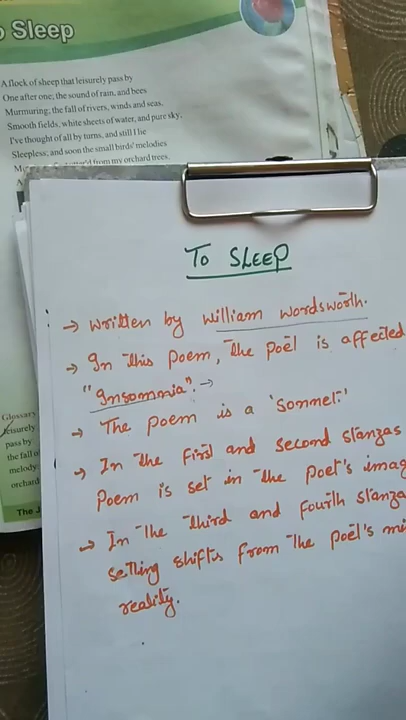 Sleep
A flock of sheep that leisurely pass by
One after one; the sound of rain, and bees
Murmuring; the fall of rivers, winds and seas,
Smooth fields, white sheets of water, and pure sky;
I've thought of all by turns, and still I lie
Sleepless; and soon the small birds' melodies
from my orchard trees,
TO SLEEP
→ Written by William Wordsworth.
→ In this poem, the poet is affected
"Insomnia". →
→ The poem is a 'Sonnet'
→ In the first and second stanzas
Poem is set in the poet's imag
→ In the third and fourth stanza
setting shifts from the poet's mi
reality.
Glossary
leisurely
pass by
the fall o
melody
orchard
The J